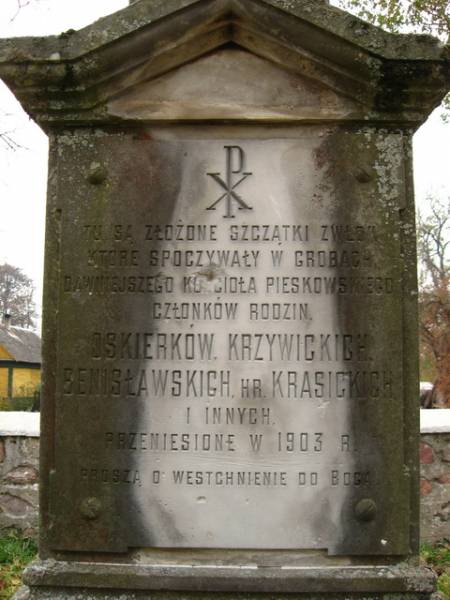 TU SĄ ZŁOŻONE SZCZĄTKI ZWŁOK
KTÓRE SPOCZYWAŁY W GROBACH
DAWNIEJSZEGO KOŚCIOŁA PIESKOWSKIEGO
CZŁONKÓW RODZIN,
OSKIERKÓW, KRZYWICKICH,
BENISŁAWSKICH, HR. KRASICKICH
I INNYCH,
PRZENIESIONE W 1903 R.
PROSZĄ O WESTCHNIENIE DO BOGA.